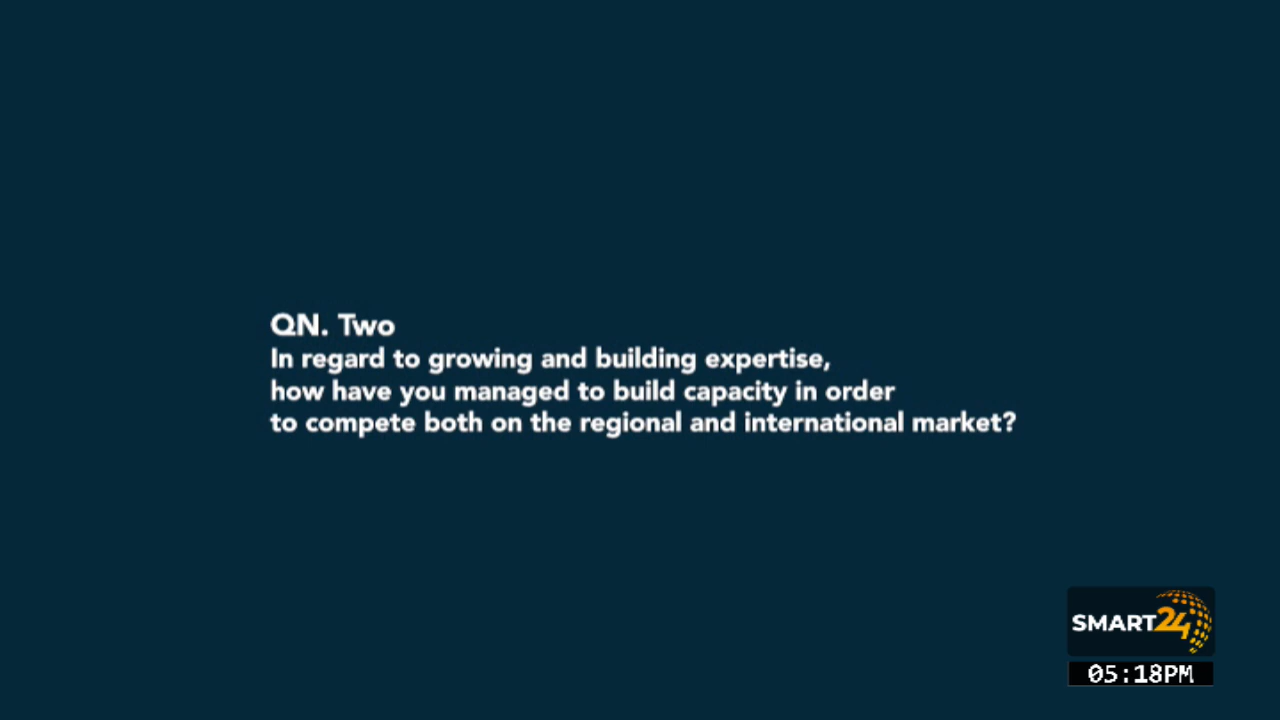 QN. Two
In regard to growing and building expertise,
how have you managed to build capacity in order
to compete both on the regional and international market?
SMART24
05:18PM